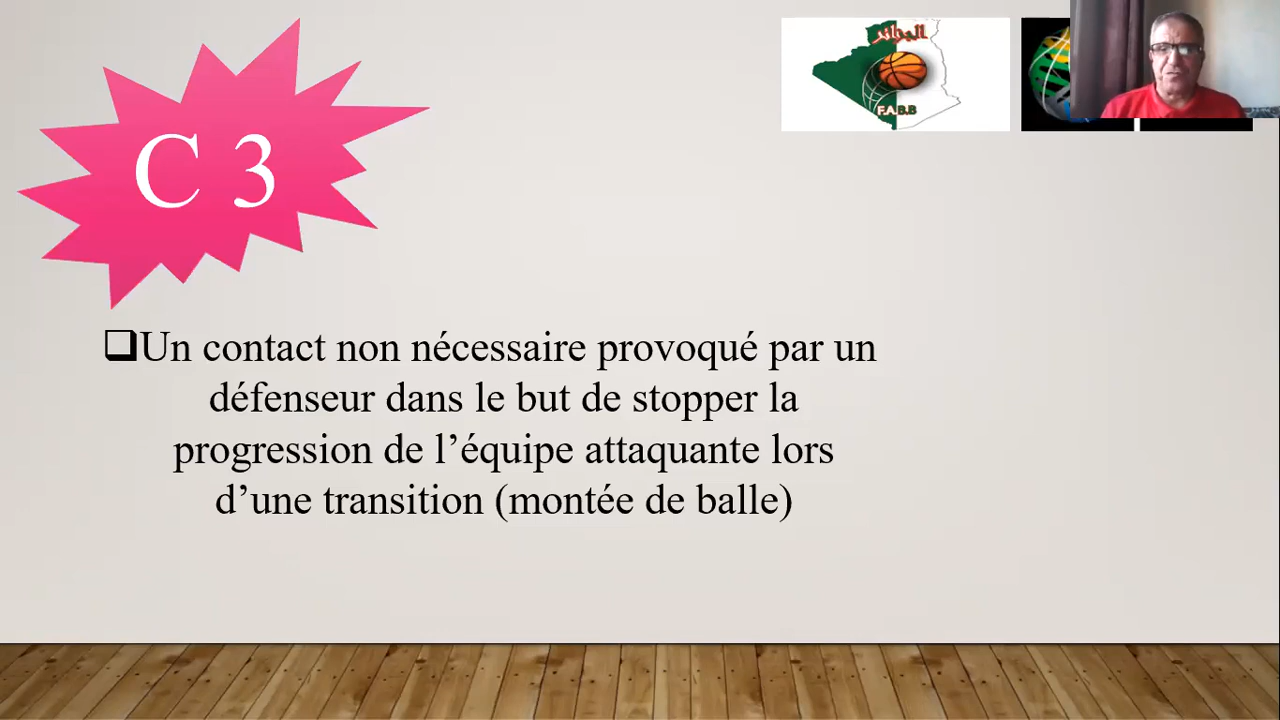 C 3
الجزائر
F.A.B.B
Un contact non nécessaire provoqué par un
défenseur dans le but de stopper la
progression de l’équipe attaquante lors
d’une transition (montée de balle)